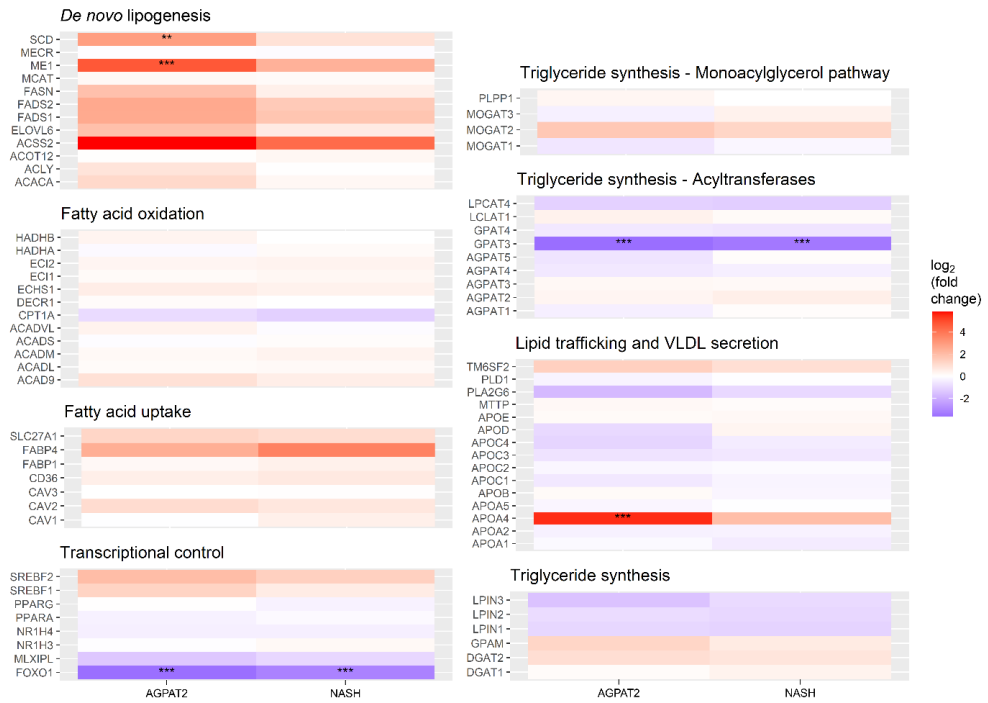 De novo lipogenesis
SCD
**
MECR
ME1
***
MCAT
FASN
FADS2
FADS1
ELOVL6
ACSS2
ACOT12
ACLY
ACACA
Fatty acid oxidation
HADHB
HADHA
ECI2
ECI1
ECHS1
DECR1
CPT1A
ACADVL
ACADS
ACADM
ACADL
ACAD9
Fatty acid uptake
SLC27A1
FABP4
FABP1
CD36
CAV3
CAV2
CAV1
Transcriptional control
SREBF2
SREBF1
PPARG
PPARA
NR1H4
NR1H3
MLXIPL
FOXO1
*** ***
AGPAT2 NASH
Triglyceride synthesis - Monoacylglycerol pathway
PLPP1
MOGAT3
MOGAT2
MOGAT1
Triglyceride synthesis - Acyltransferases
LPCAT4
LCLAT1
GPAT4
GPAT3
*** ***
AGPAT5
AGPAT4
AGPAT3
AGPAT2
AGPAT1
Lipid trafficking and VLDL secretion
TM6SF2
PLD1
PLA2G6
MTTP
APOE
APOD
APOC4
APOC3
APOC2
APOC1
APOB
APOA5
APOA4
***
APOA2
APOA1
Triglyceride synthesis
LPIN3
LPIN2
LPIN1
GPAM
DGAT2
DGAT1
AGPAT2 NASH
log2
(fold
change)
4
2
0
-2